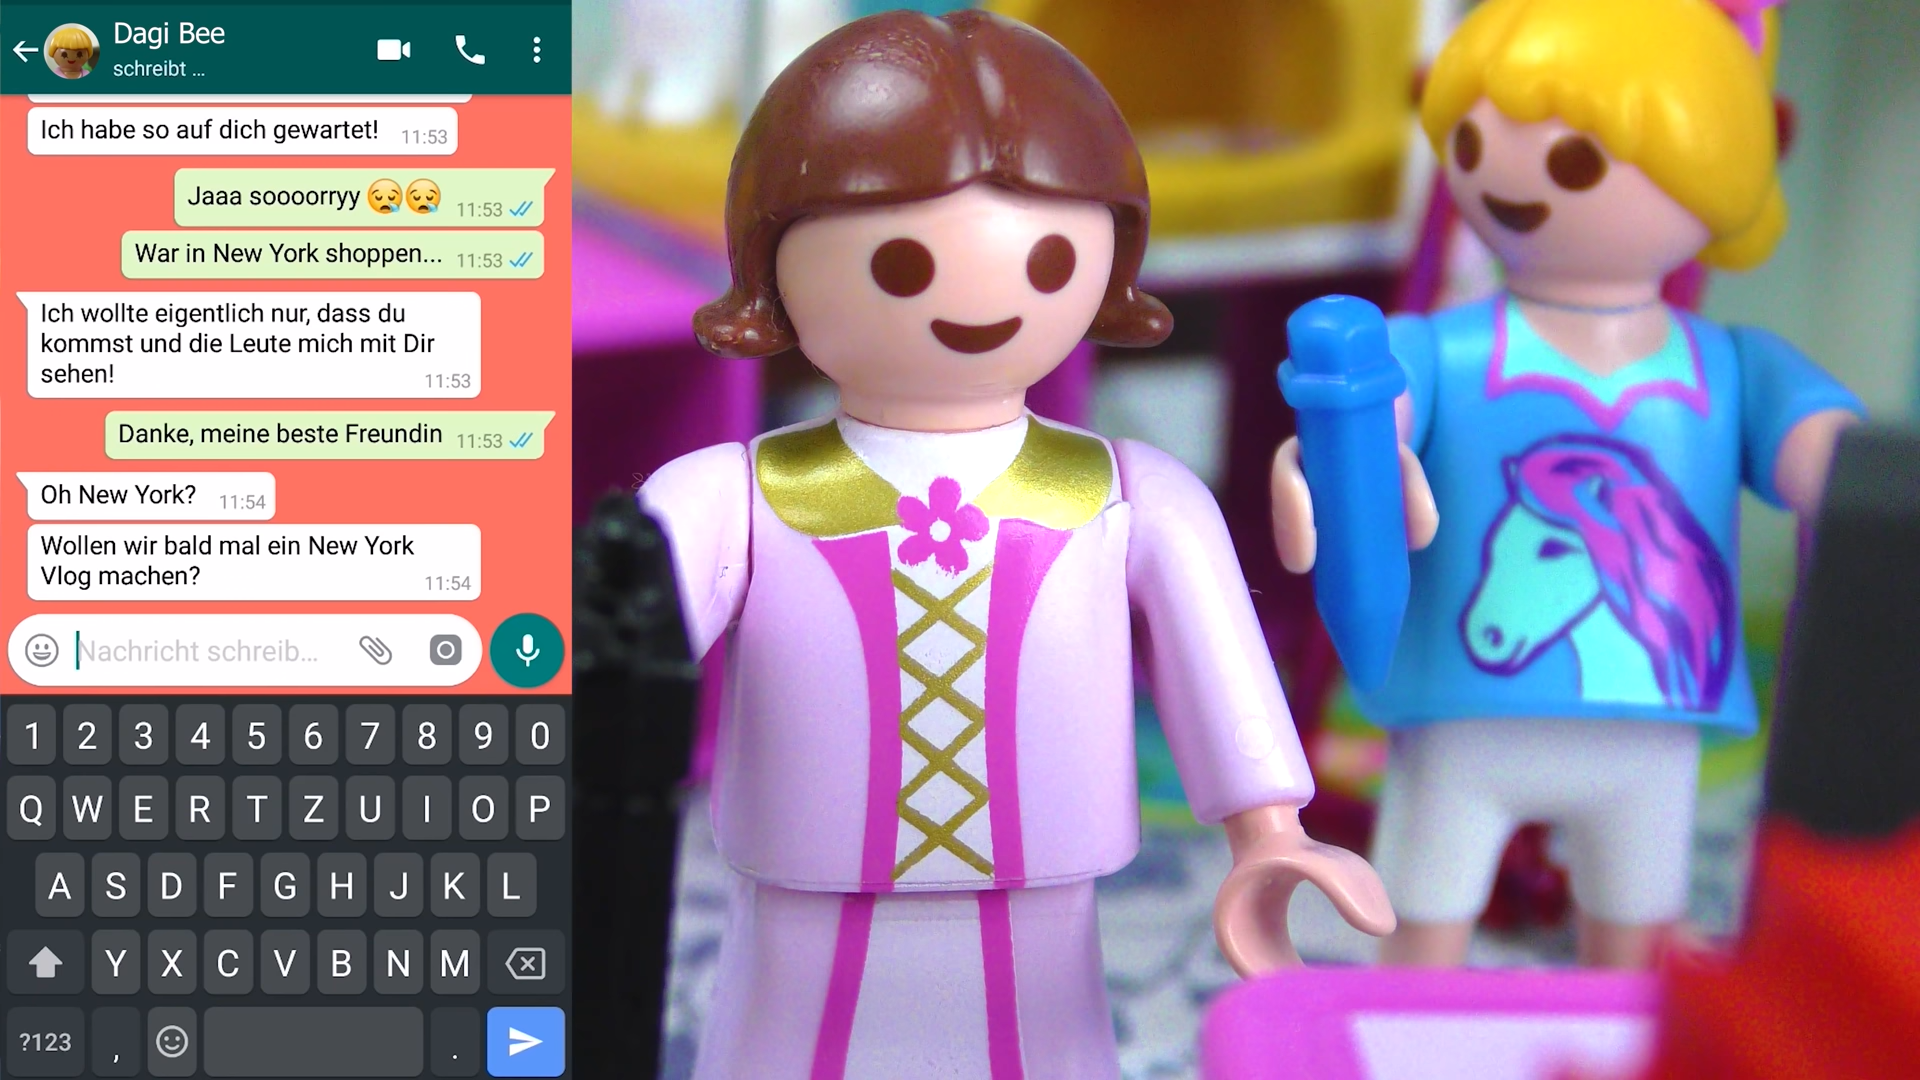 Dagi Bee
schreibt ...
Ich habe so auf dich gewartet! 11:53
Jaaa soooorryy 😪😪 11:53
War in New York shoppen... 11:53
Ich wollte eigentlich nur, dass du
kommst und die Leute mich mit Dir
sehen! 11:53
Danke, meine beste Freundin 11:53
Oh New York? 11:54
Wollen wir bald mal ein New York
Vlog machen? 11:54
Nachricht schreib...
1 2 3 4 5 6 7 8 9 0
Q W E R T Z U I O P
A S D F G H J K L
Y X C V B N M
?123 , .